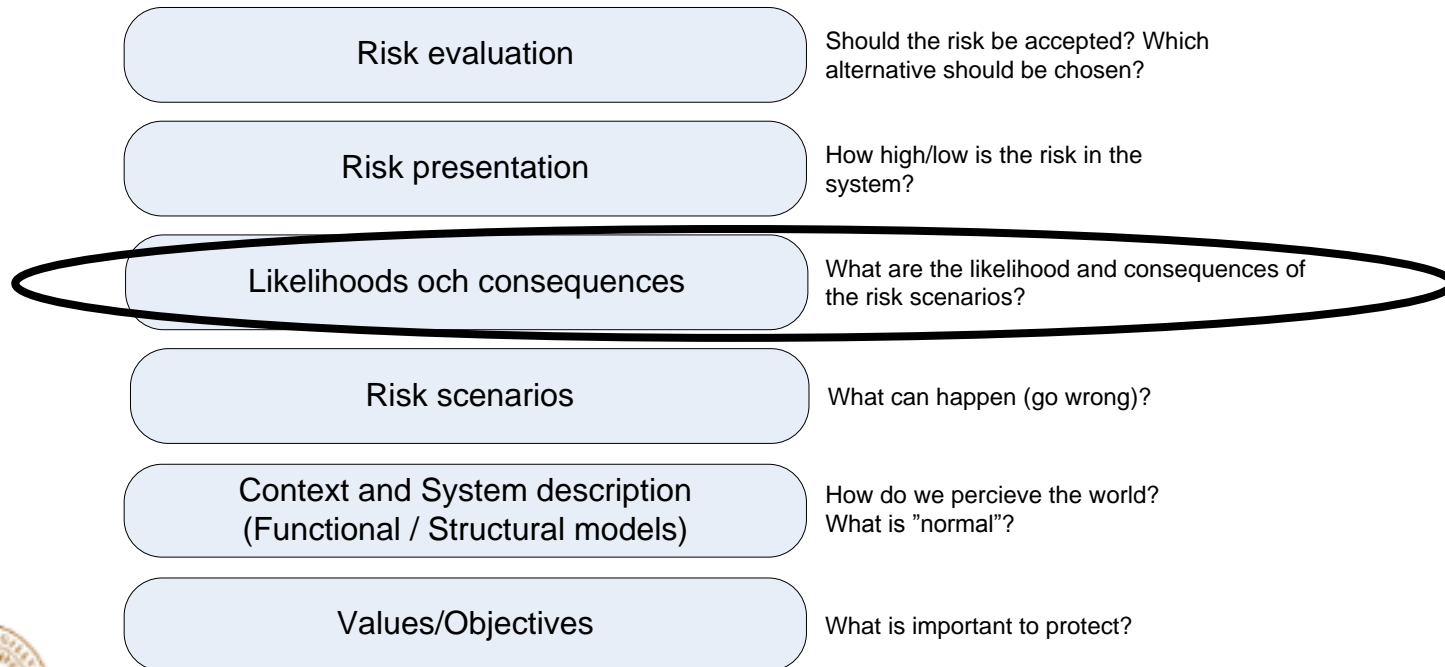 Risk evaluation
Should the risk be accepted? Which
alternative should be chosen?
Risk presentation
How high/low is the risk in the
system?
Likelihoods och consequences
What are the likelihood and consequences of
the risk scenarios?
Risk scenarios
What can happen (go wrong)?
Context and System description
(Functional / Structural models)
How do we percieve the world?
What is ”normal”?
Values/Objectives
What is important to protect?